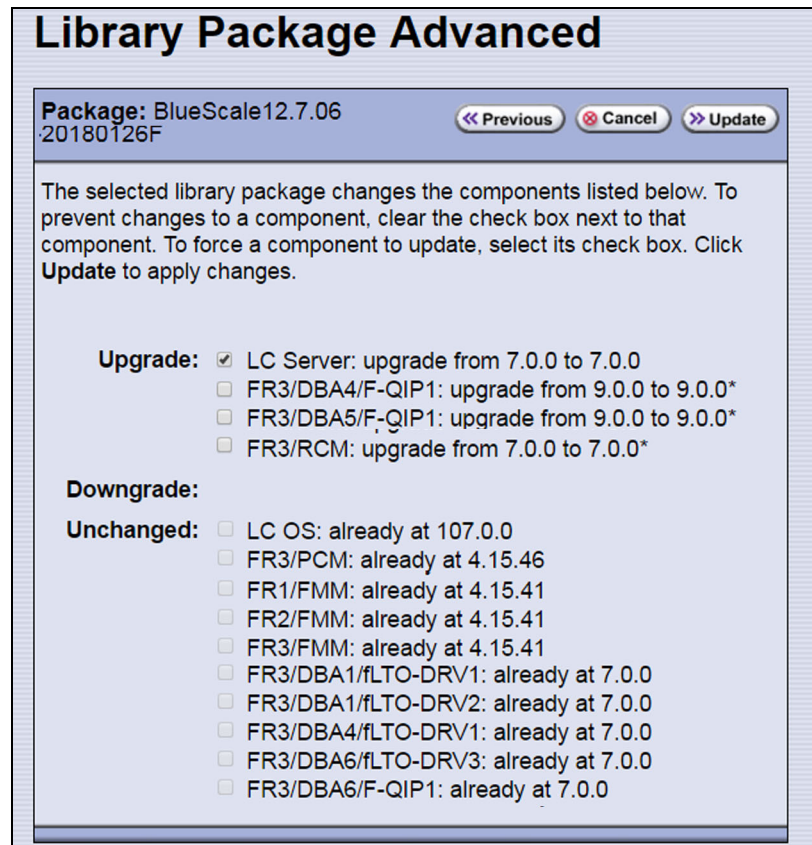 Library Package Advanced
Package: BlueScale12.7.06
-20180126F
Previous Cancel Update
The selected library package changes the components listed below. To
prevent changes to a component, clear the check box next to that
component. To force a component to update, select its check box. Click
Update to apply changes.
Upgrade: LC Server: upgrade from 7.0.0 to 7.0.0
FR3/DBA4/F-QIP1: upgrade from 9.0.0 to 9.0.0*
FR3/DBA5/F-QIP1: upgrade from 9.0.0 to 9.0.0*
FR3/RCM: upgrade from 7.0.0 to 7.0.0*
Downgrade:
Unchanged: LC OS: already at 107.0.0
FR3/PCM: already at 4.15.46
FR1/FMM: already at 4.15.41
FR2/FMM: already at 4.15.41
FR3/FMM: already at 4.15.41
FR3/DBA1/fLTO-DRV1: already at 7.0.0
FR3/DBA1/fLTO-DRV2: already at 7.0.0
FR3/DBA4/fLTO-DRV1: already at 7.0.0
FR3/DBA6/fLTO-DRV3: already at 7.0.0
FR3/DBA6/F-QIP1: already at 7.0.0